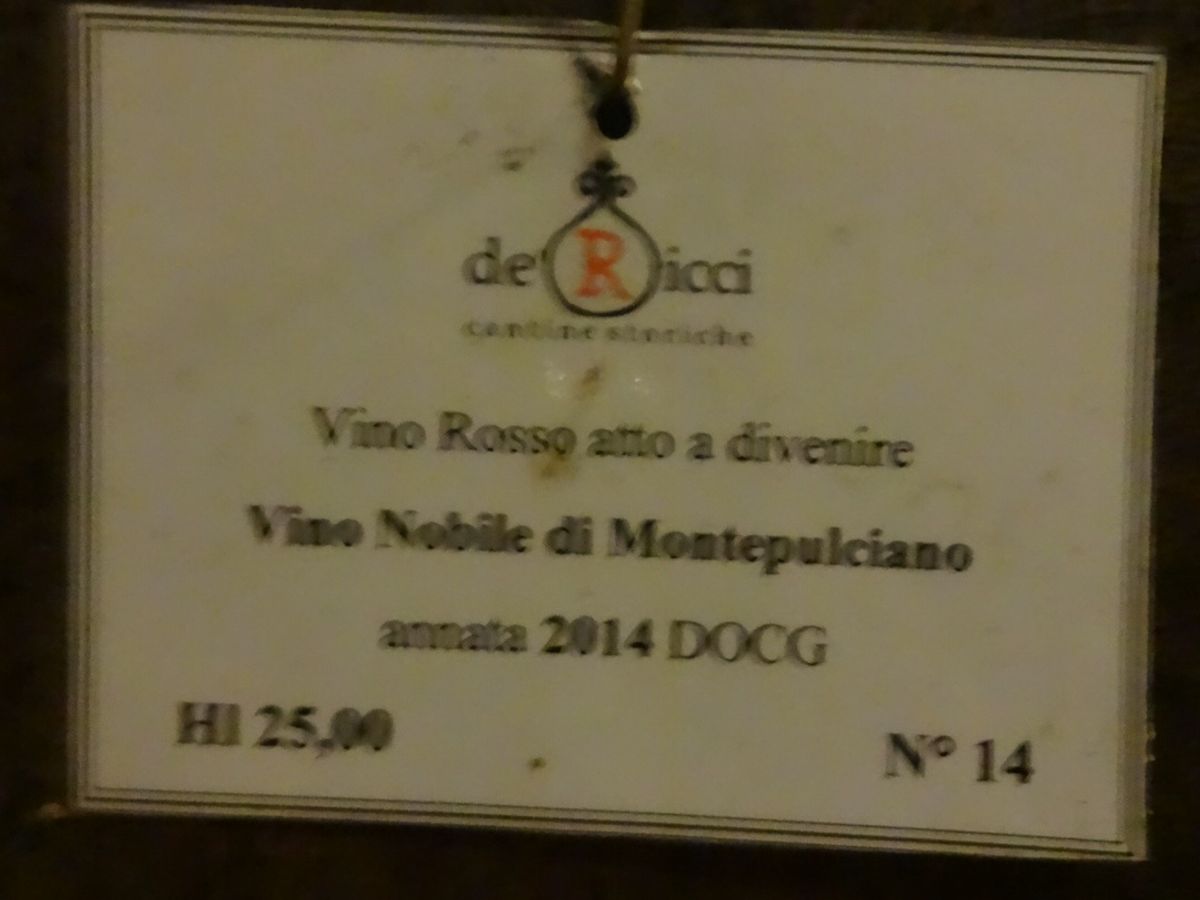 de' Ricci
cantine storiche
Vino Rosso atto a divenire
Vino Nobile di Montepulciano
annata 2014 DOCG
Hl 25,00
N° 14